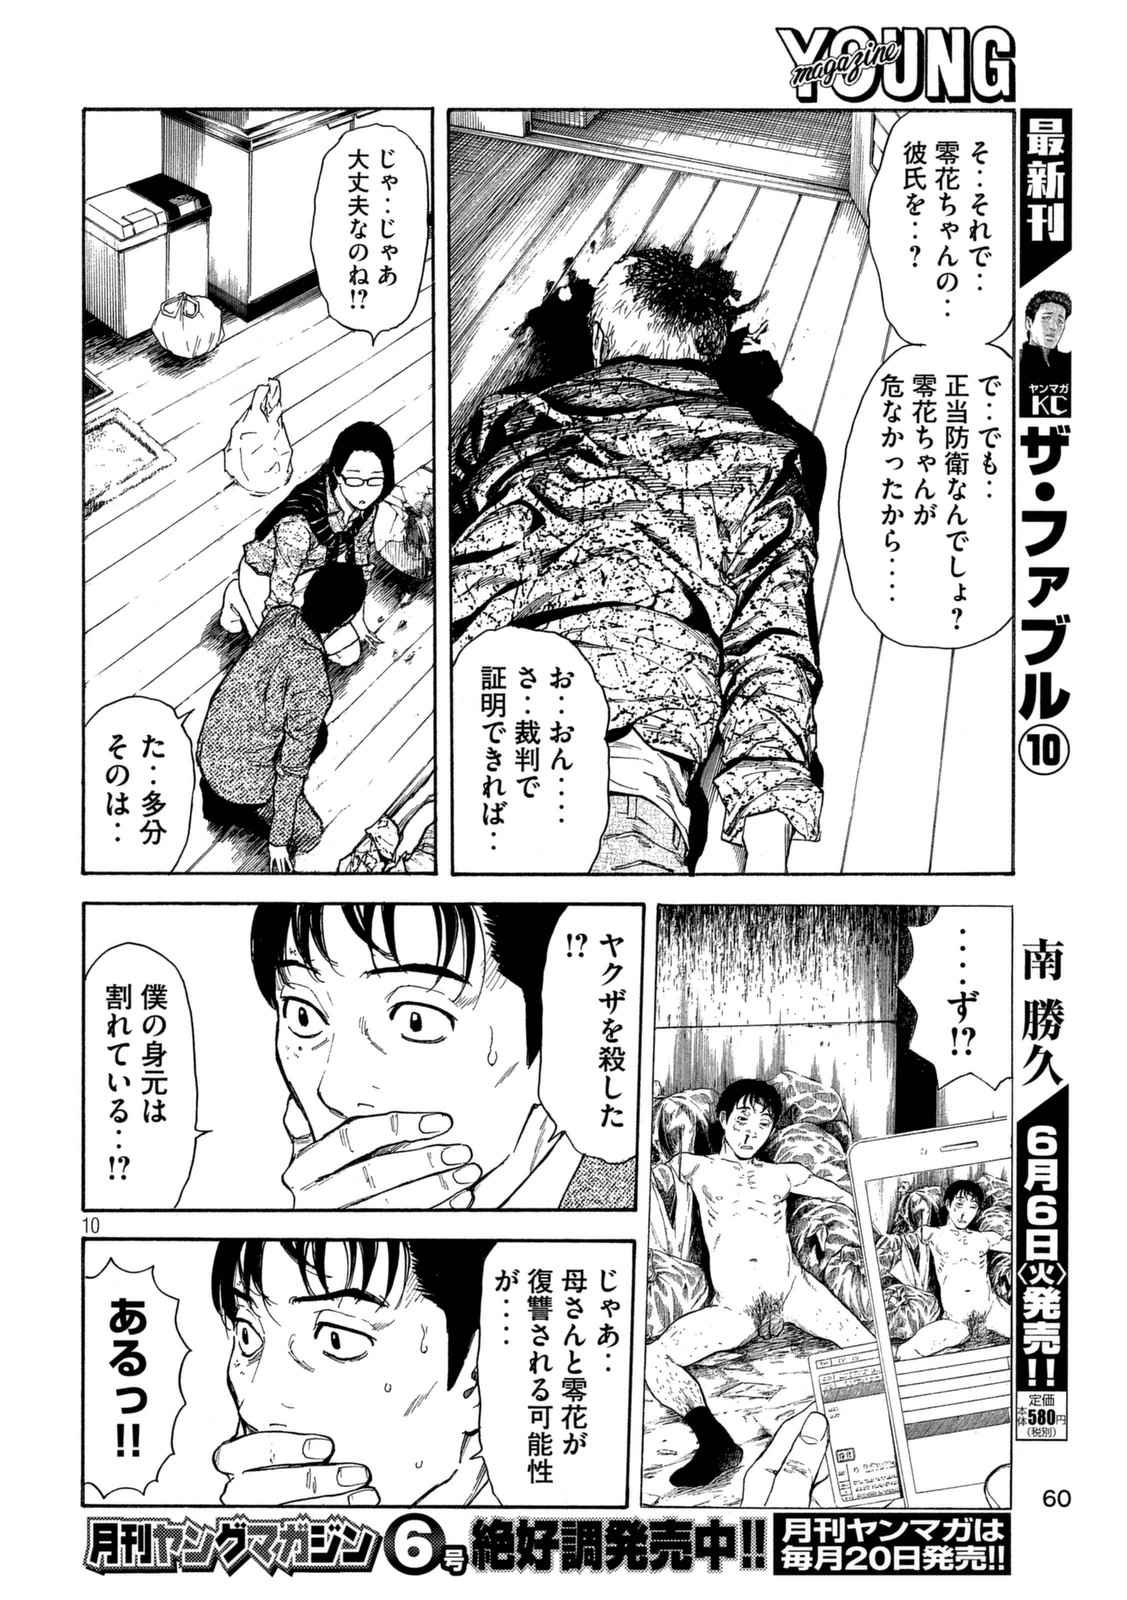 YOUNG
magazine
そ‥それで‥
零花ちゃんの‥
彼氏を‥?
で‥でも‥
正当防衛なんでしょ?
零花ちゃんが
危なかったから‥‥
お‥おん‥‥
さ‥裁判で
証明できれば‥
じゃ‥じゃあ
大丈夫なのね!?
た‥多分
そのは‥
‥‥ず!?
ヤクザを殺した
!?
僕の身元は
割れている‥!?
10
じゃあ‥
母さんと零花が
復讐される可能性
が‥‥
あるっ!!
最新刊
ヤンマガ
KC
ザ・ファブル⑩
南 勝久
6月6日〈火〉発売!!
定価
本体580円
(税別)
60
月刊ヤングマガジン6号絶好調発売中!!
月刊ヤンマガは
毎月20日発売!!